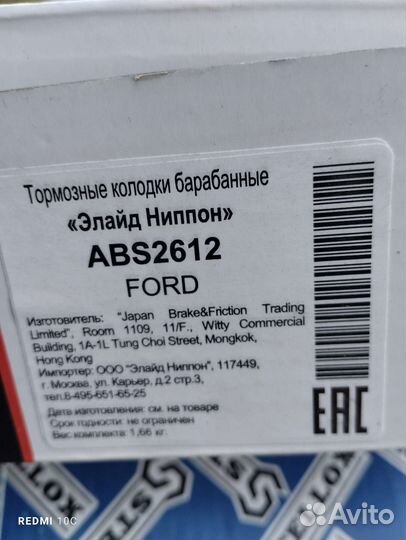 Тормозные колодки барабанные
«Элайд Ниппон»
ABS2612
FORD
Изготовитель: "Japan Brake&Friction Trading
Limited", Room 1109, 11/F., Witty Commercial
Building, 1A-1L Tung Choi Street, Mongkok,
Hong Kong
Импортер: ООО "Элайд Ниппон", 117449,
г. Москва, ул. Карьер, д.2 стр.3,
тел.8-495-651-65-25
Дата изготовления: см. на товаре
Срок годности: не ограничен
Вес комплекта: 1,66 кг.
EAC
REDMI 10C
Avito